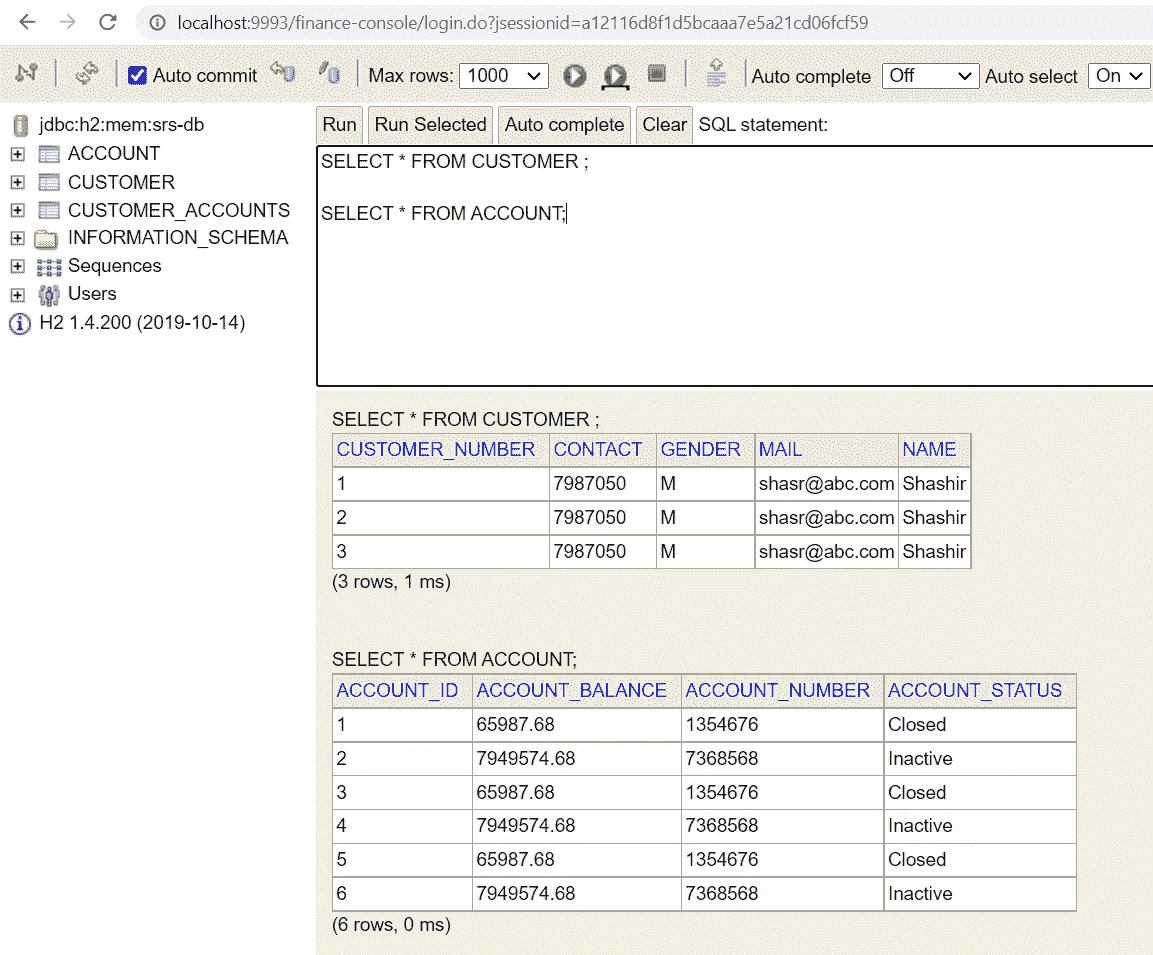 localhost:9993/finance-console/login.do?jsessionid=a12116d8f1d5bcaaa7e5a21cd06fcf59
Auto commit Max rows: 1000 Auto complete Off Auto select On
jdbc:h2:mem:srs-db
ACCOUNT
CUSTOMER
CUSTOMER_ACCOUNTS
INFORMATION_SCHEMA
Sequences
Users
H2 1.4.200 (2019-10-14)
Run Run Selected Auto complete Clear SQL statement:
SELECT * FROM CUSTOMER ;
SELECT * FROM ACCOUNT;
SELECT * FROM CUSTOMER ;
CUSTOMER_NUMBER CONTACT GENDER MAIL NAME
1 7987050 M shasr@abc.com Shashir
2 7987050 M shasr@abc.com Shashir
3 7987050 M shasr@abc.com Shashir
(3 rows, 1 ms)
SELECT * FROM ACCOUNT;
ACCOUNT_ID ACCOUNT_BALANCE ACCOUNT_NUMBER ACCOUNT_STATUS
1 65987.68 1354676 Closed
2 7949574.68 7368568 Inactive
3 65987.68 1354676 Closed
4 7949574.68 7368568 Inactive
5 65987.68 1354676 Closed
6 7949574.68 7368568 Inactive
(6 rows, 0 ms)